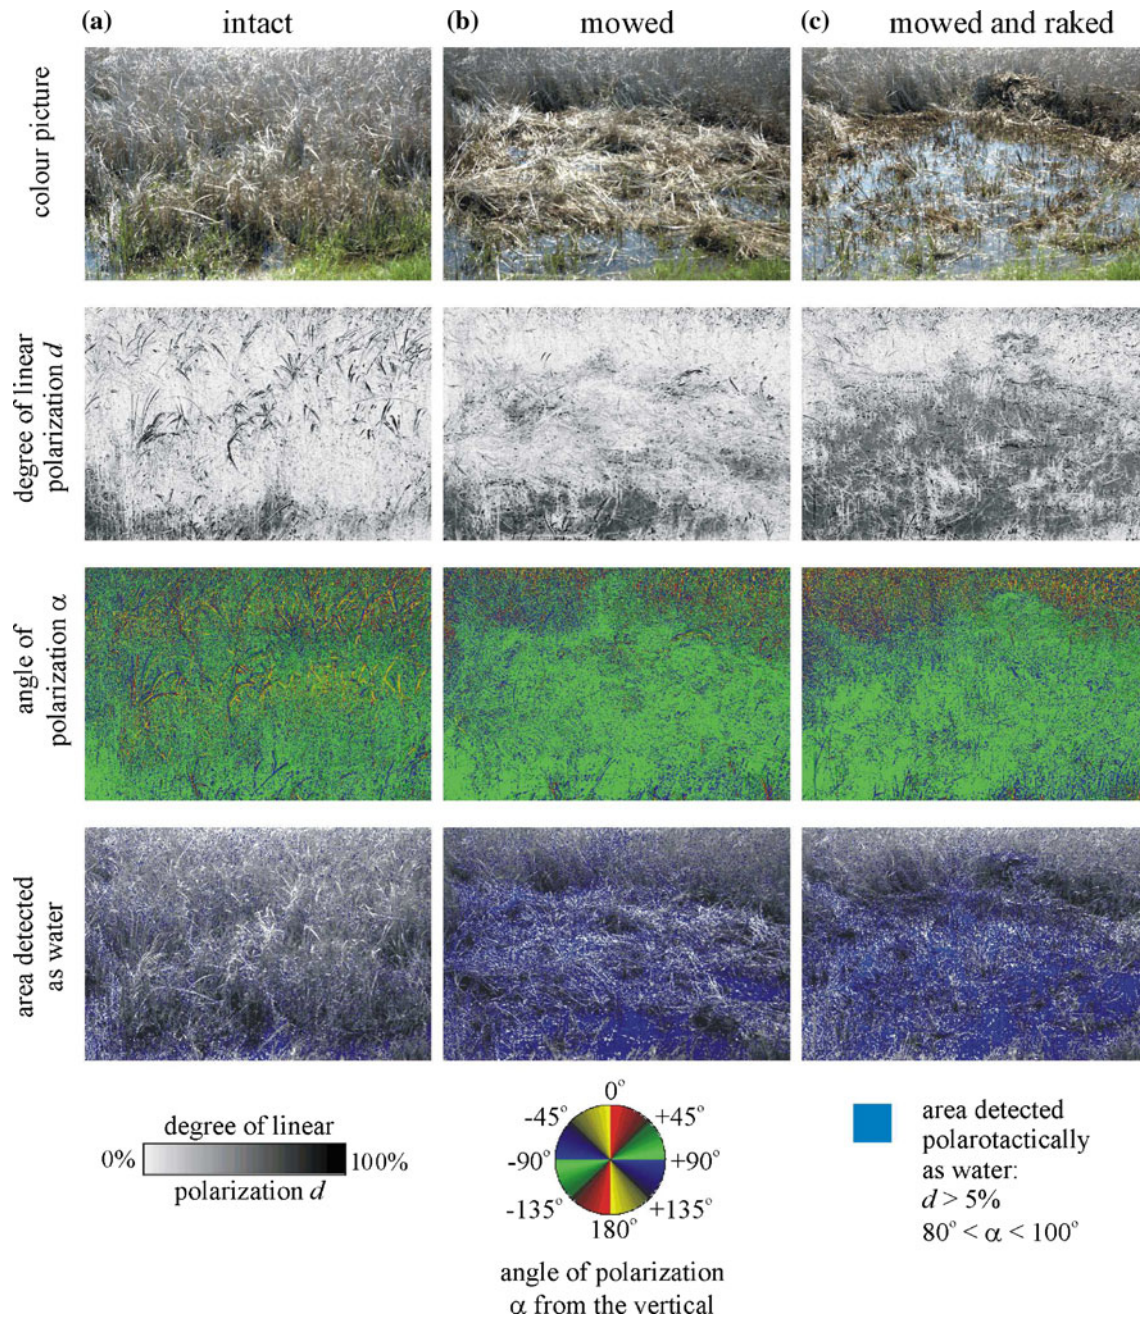 (a) intact
(b) mowed
(c) mowed and raked
colour picture
degree of linear
polarization d
angle of
polarization α
area detected
as water
degree of linear
0% 100%
polarization d
0°
-45° +45°
-90° +90°
-135° +135°
180°
angle of polarization
α from the vertical
area detected
polarotactically
as water:
d > 5%
80° < α < 100°